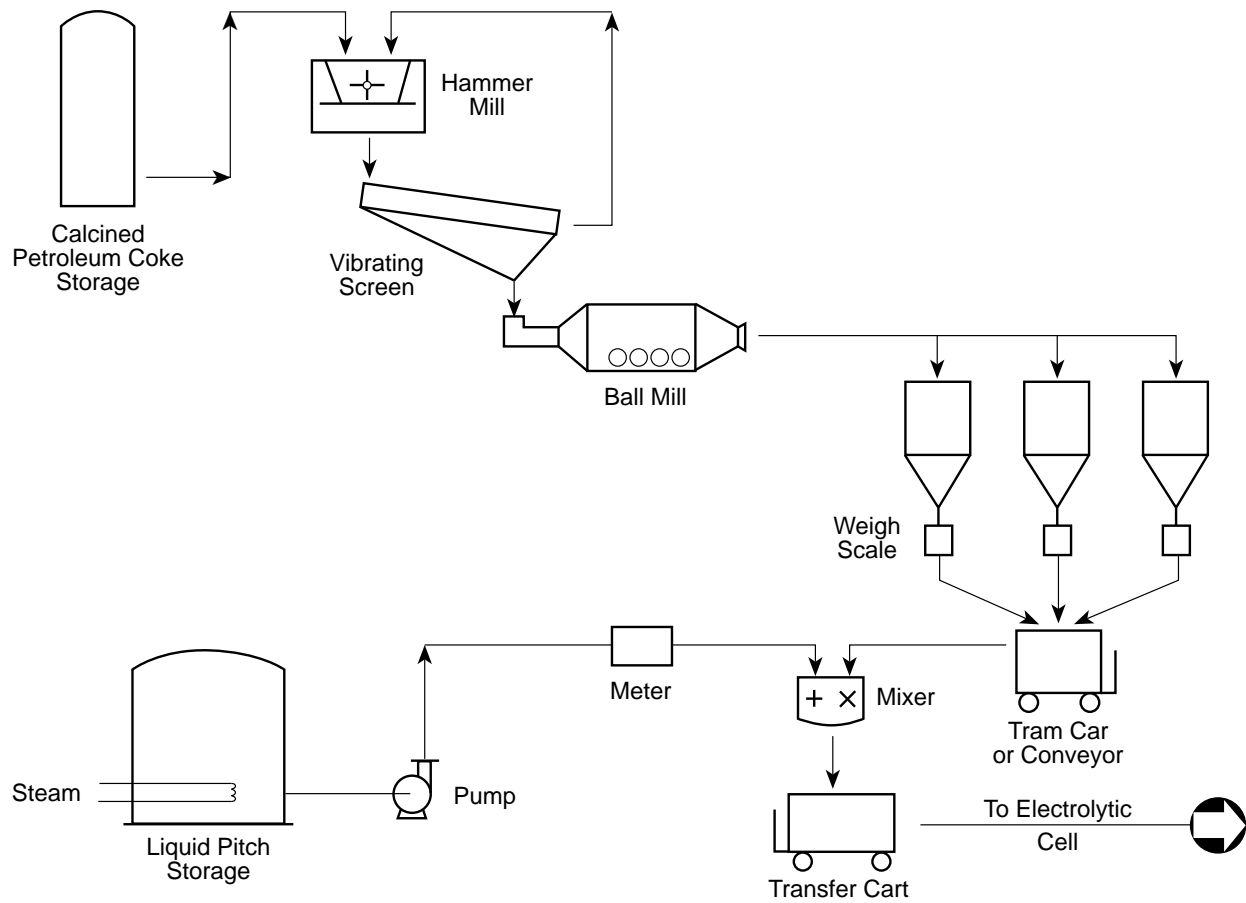 Hammer
Mill
Calcined
Petroleum Coke
Storage
Vibrating
Screen
Ball Mill
Weigh
Scale
Meter
Mixer
Tram Car
or Conveyor
Steam
Pump
To Electrolytic
Cell
Liquid Pitch
Storage
Transfer Cart